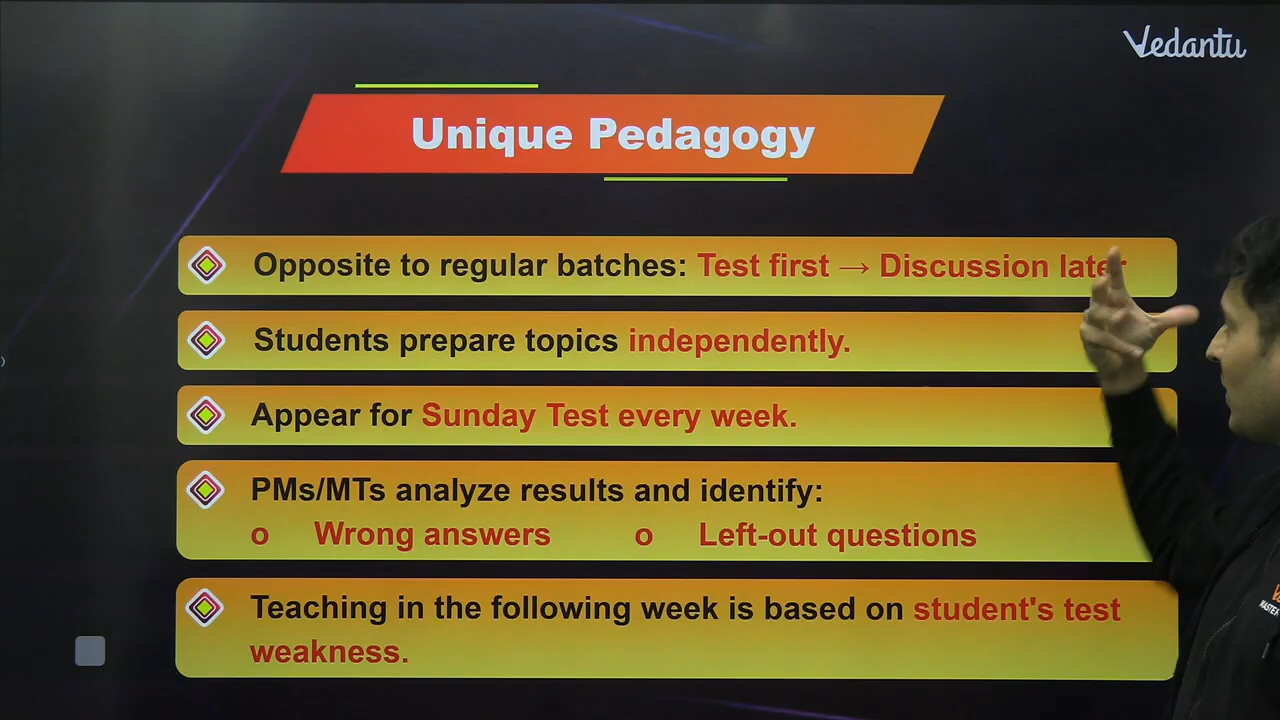 Vedantu
Unique Pedagogy
Opposite to regular batches: Test first → Discussion later
Students prepare topics independently.
Appear for Sunday Test every week.
PMs/MTs analyze results and identify:
o Wrong answers o Left-out questions
Teaching in the following week is based on student's test
weakness.